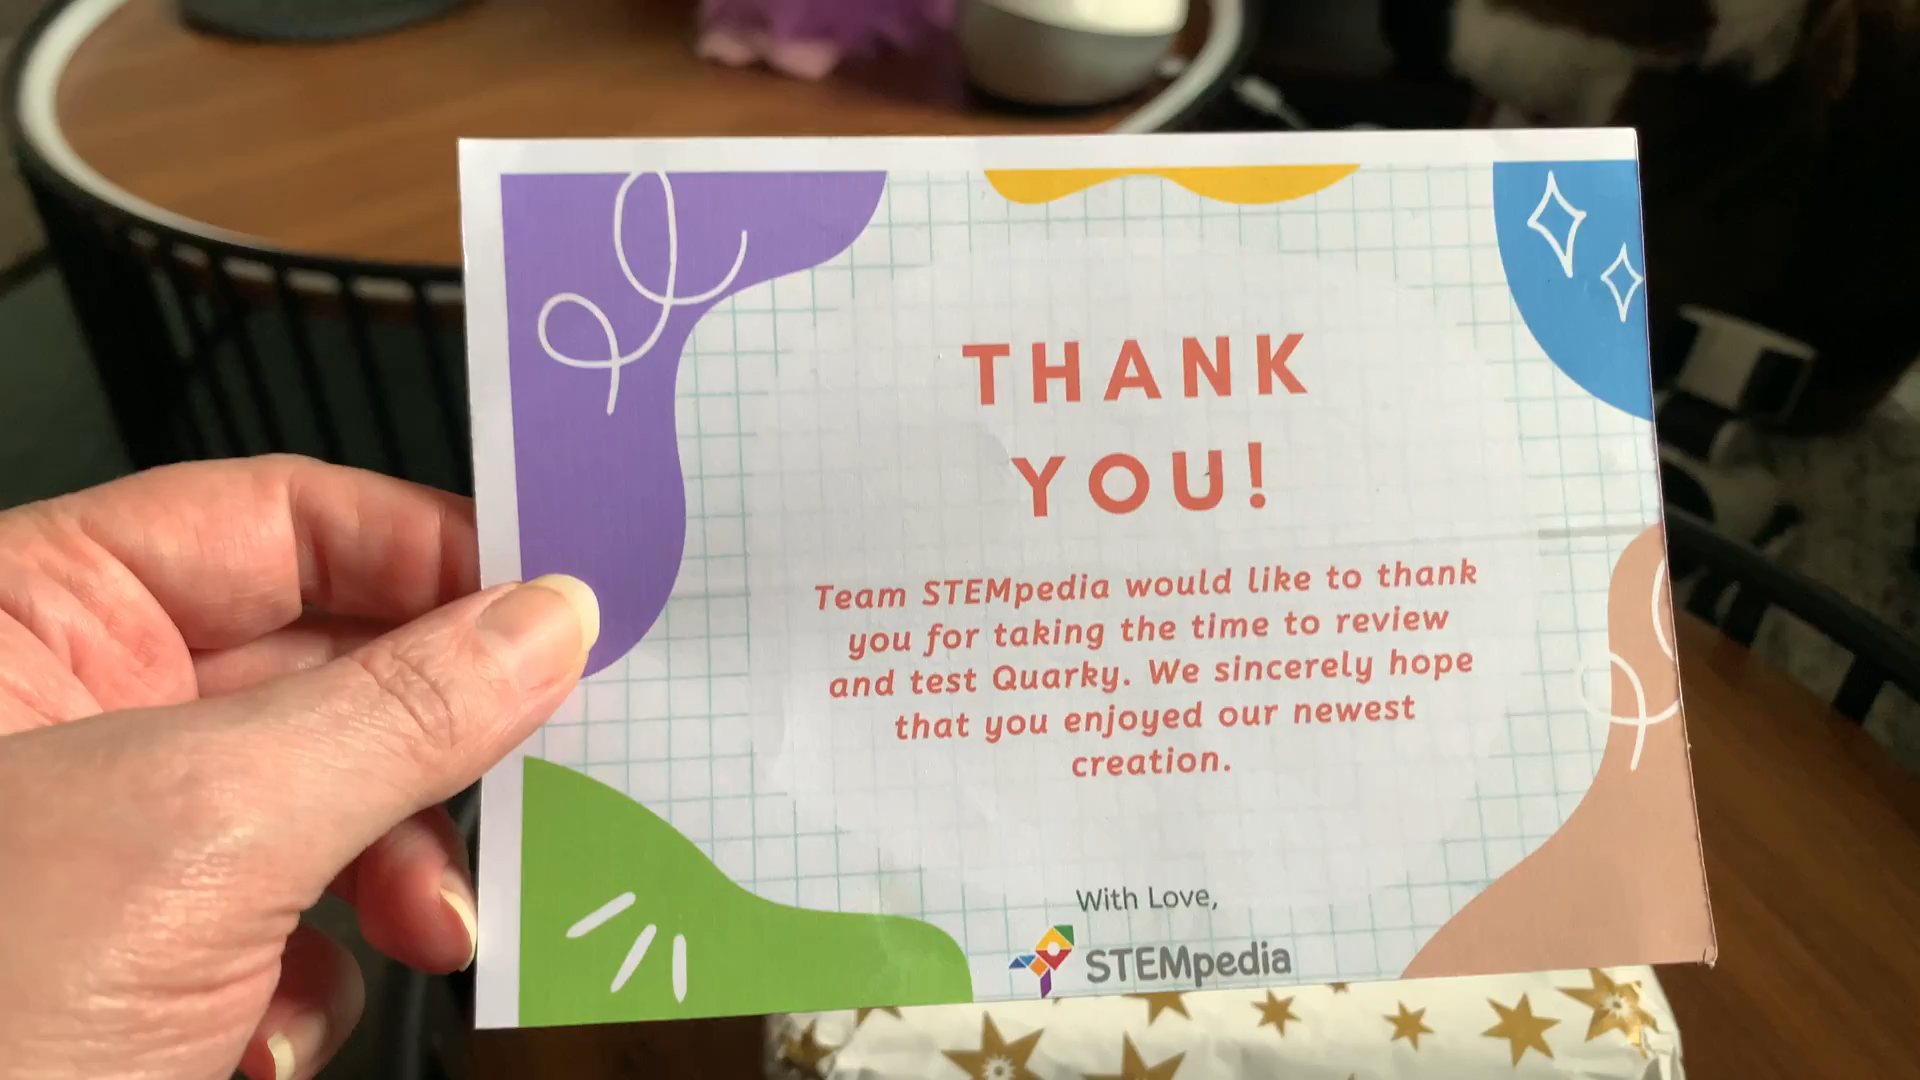 THANK
YOU!
Team STEMpedia would like to thank
you for taking the time to review
and test Quarky. We sincerely hope
that you enjoyed our newest
creation.
With Love,
STEMpedia